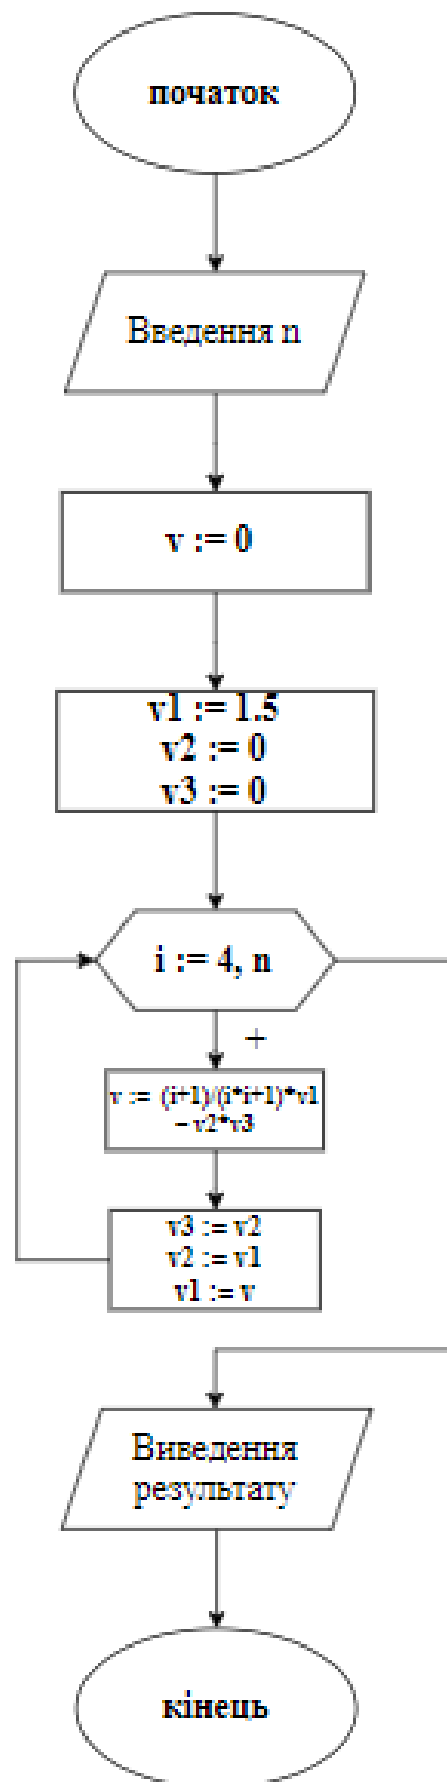 початок
Введення n
v := 0
v1 := 1.5
v2 := 0
v3 := 0
i := 4, n
+
v := (i+1)/(i*i+1)*v1
– v2*v3
v3 := v2
v2 := v1
v1 := v
Виведення
результату
кінець